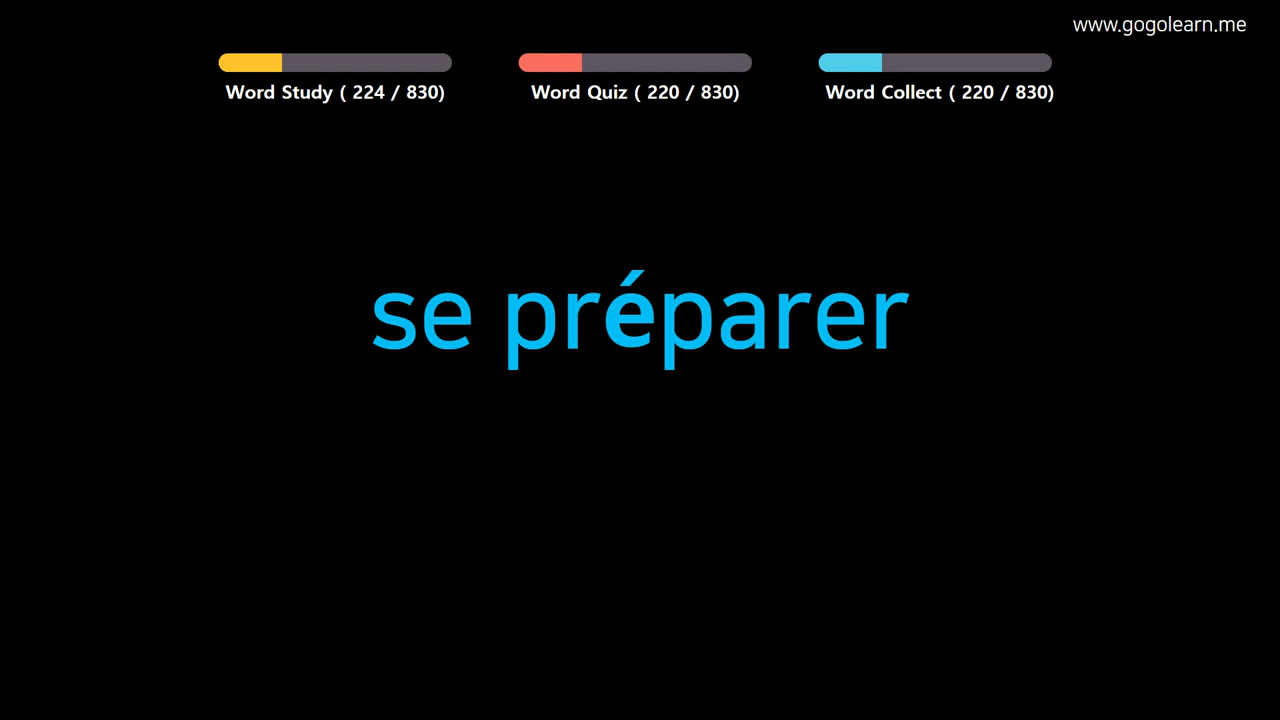 www.gogolearn.me
Word Study ( 224 / 830)
Word Quiz ( 220 / 830)
Word Collect ( 220 / 830)
se préparer